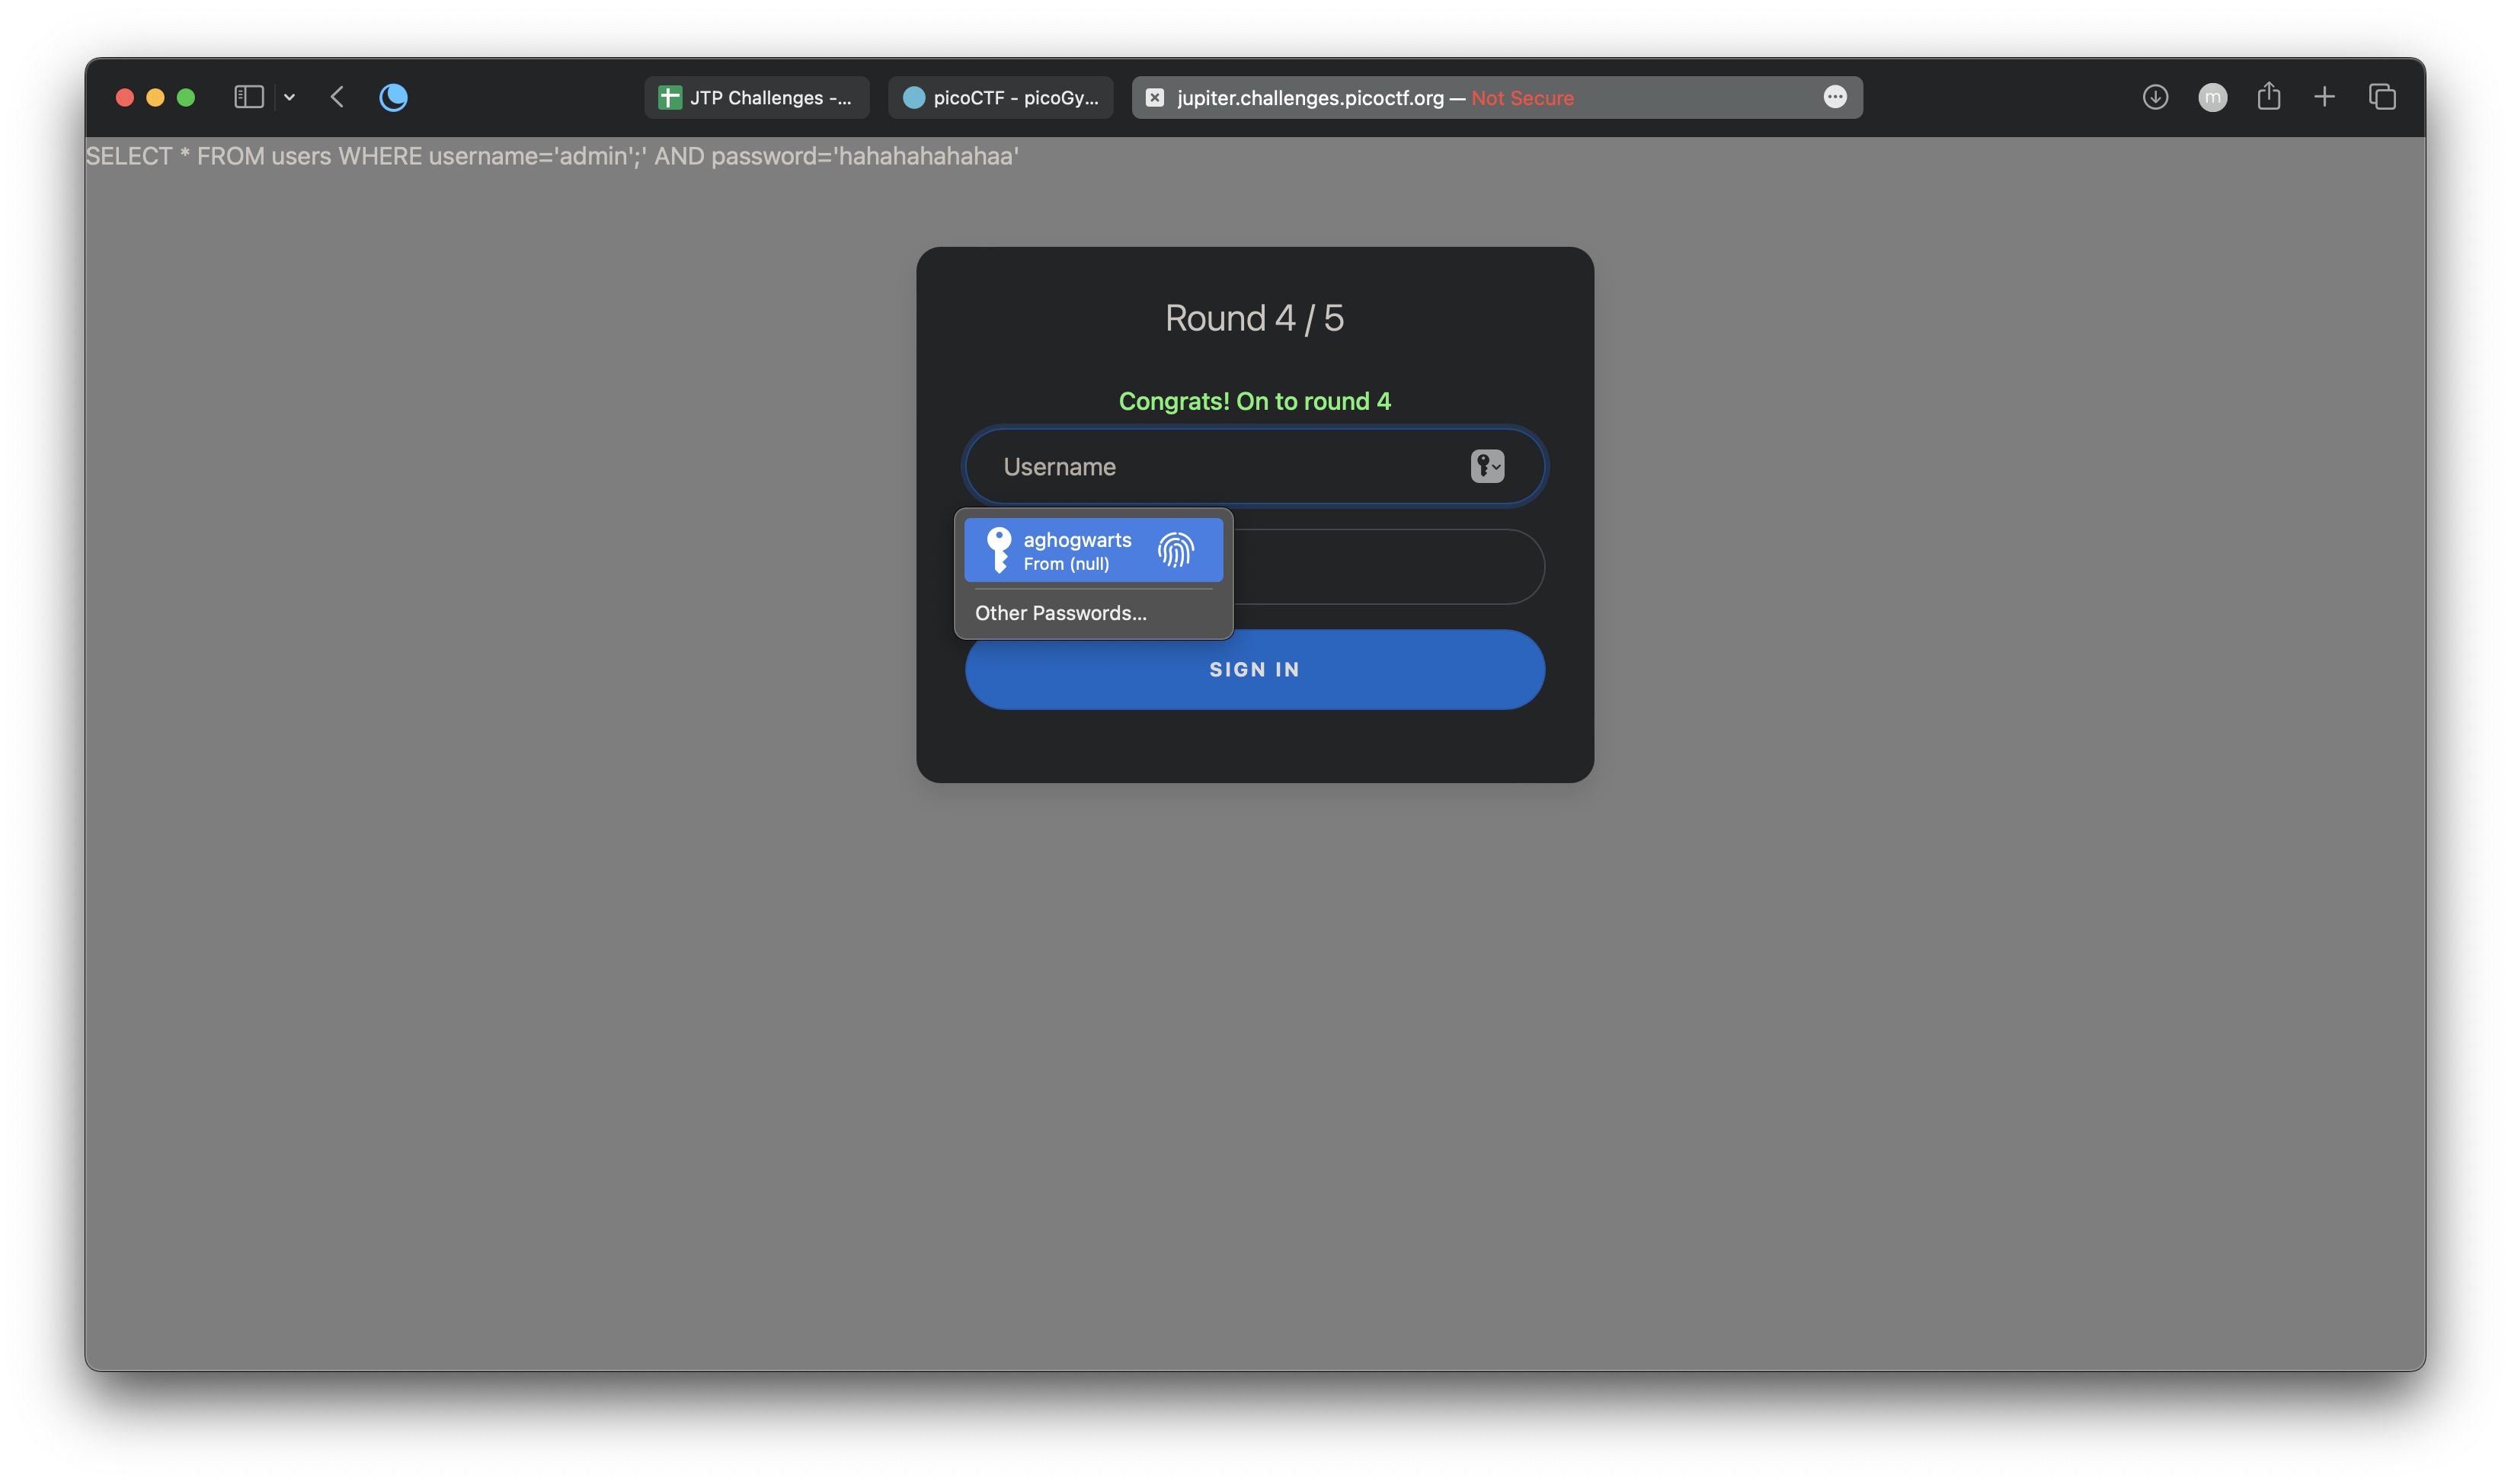 JTP Challenges -...
picoCTF - picoGy...
jupiter.challenges.picoctf.org — Not Secure
m
SELECT * FROM users WHERE username='admin';' AND password='hahahahahahaa'
Round 4 / 5
Congrats! On to round 4
Username
aghogwarts
From (null)
Other Passwords...
SIGN IN